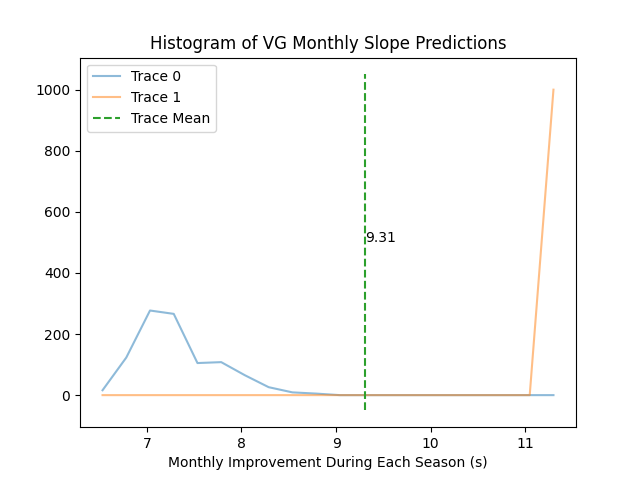 Histogram of VG Monthly Slope Predictions
Trace 0
Trace 1
Trace Mean
1000
800
600
400
200
0
9.31
7 8 9 10 11
Monthly Improvement During Each Season (s)